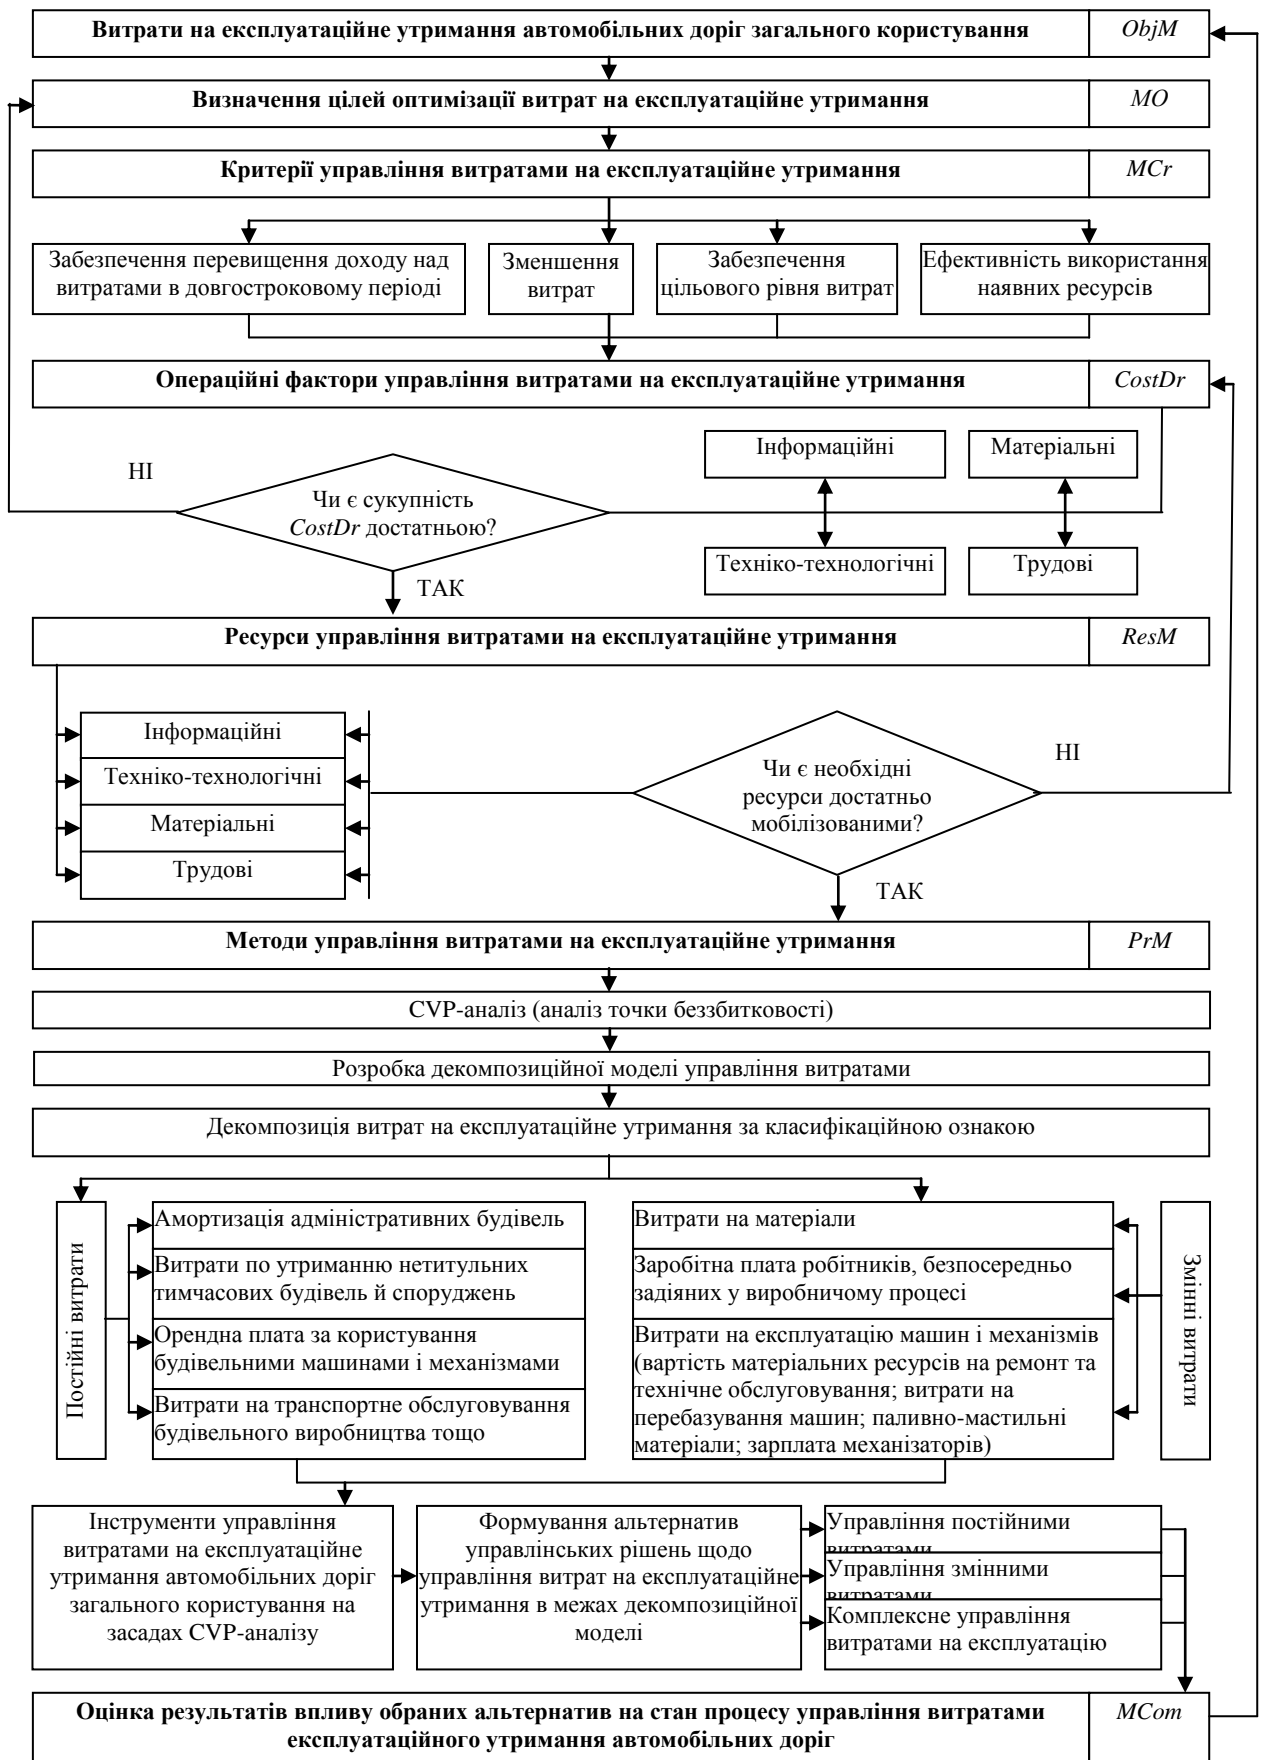 Витрати на експлуатаційне утримання автомобільних доріг загального користування
ObjM
Визначення цілей оптимізації витрат на експлуатаційне утримання
MO
Критерії управління витратами на експлуатаційне утримання
MCr
Забезпечення перевищення доходу над
витратами в довгостроковому періоді
Зменшення
витрат
Забезпечення
цільового рівня витрат
Ефективність використання
наявних ресурсів
Операційні фактори управління витратами на експлуатаційне утримання
CostDr
НІ
Чи є сукупність
CostDr достатньою?
Інформаційні
Матеріальні
Техніко-технологічні
Трудові
ТАК
Ресурси управління витратами на експлуатаційне утримання
ResM
Інформаційні
Техніко-технологічні
Матеріальні
Трудові
Чи є необхідні
ресурси достатньо
мобілізованими?
НІ
ТАК
Методи управління витратами на експлуатаційне утримання
PrM
CVP-аналіз (аналіз точки беззбитковості)
Розробка декомпозиційної моделі управління витратами
Декомпозиція витрат на експлуатаційне утримання за класифікаційною ознакою
Постійні витрати
Амортизація адміністративних будівель
Витрати по утриманню нетитульних
тимчасових будівель й споруджень
Орендна плата за користування
будівельними машинами і механізмами
Витрати на транспортне обслуговування
будівельного виробництва тощо
Витрати на матеріали
Заробітна плата робітників, безпосередньо
задіяних у виробничому процесі
Витрати на експлуатацію машин і механізмів
(вартість матеріальних ресурсів на ремонт та
технічне обслуговування; витрати на
перебазування машин; паливно-мастильні
матеріали; зарплата механізаторів)
Змінні витрати
Інструменти управління
витратами на експлуатаційне
утримання автомобільних доріг
загального користування на
засадах CVP-аналізу
Формування альтернатив
управлінських рішень щодо
управління витрат на експлуатаційне
утримання в межах декомпозиційної
моделі
Управління постійними
витратами
Управління змінними
витратами
Комплексне управління
витратами на експлуатацію
Оцінка результатів впливу обраних альтернатив на стан процесу управління витратами
експлуатаційного утримання автомобільних доріг
MCom